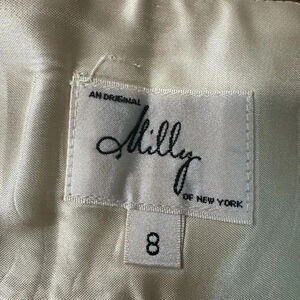 AN ORIGINAL
Milly
OF NEW YORK
8